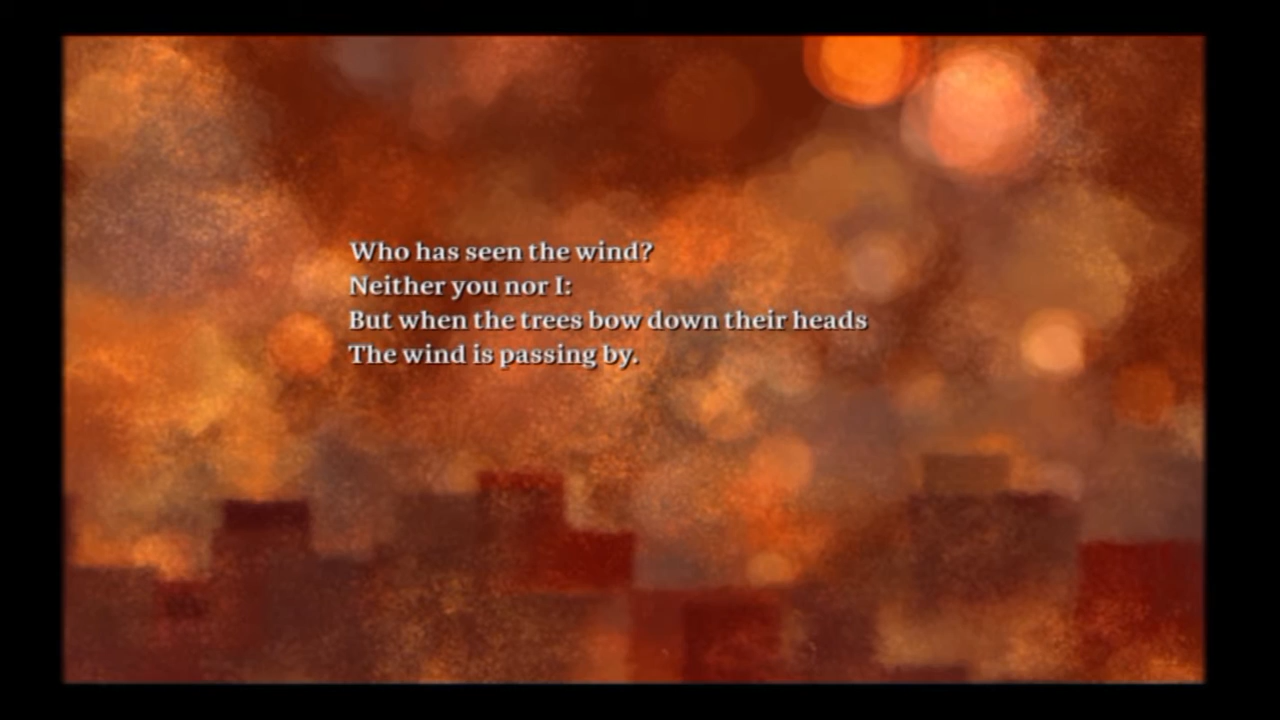 Who has seen the wind?
Neither you nor I:
But when the trees bow down their heads
The wind is passing by.